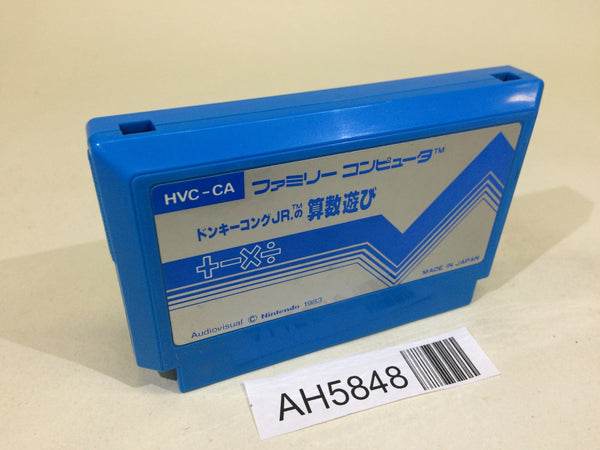 HVC-CA ファミリー コンピュータ™
ドンキーコングJR.™の 算数遊び
+−×÷
MADE IN JAPAN
Audiovisual © Nintendo 1983
AH5848